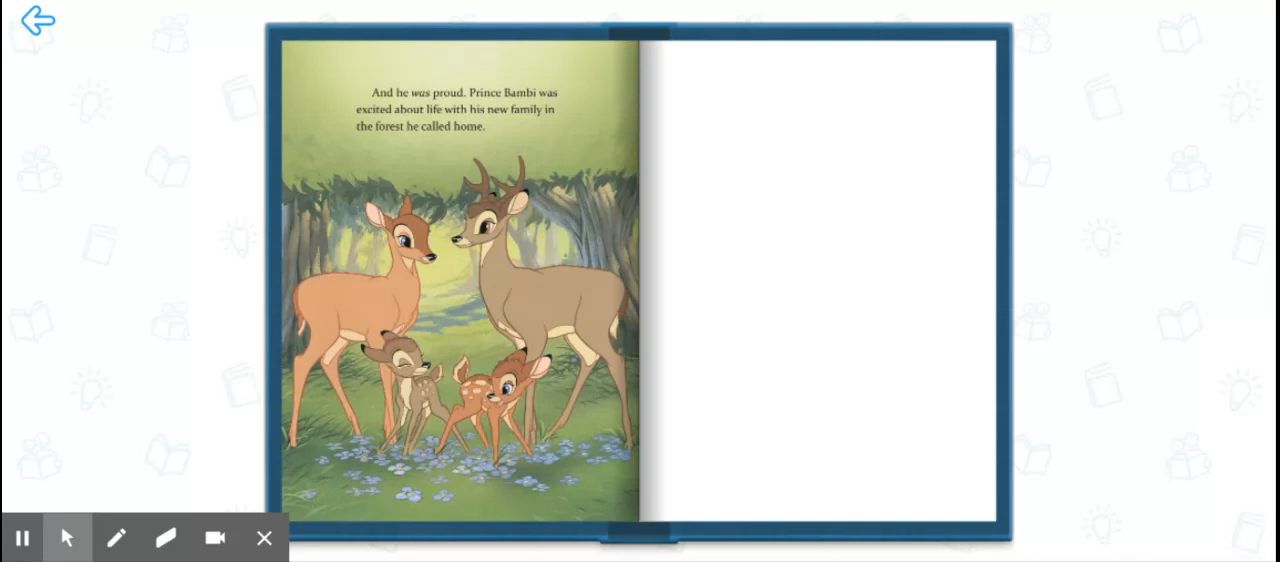 And he was proud. Prince Bambi was
excited about life with his new family in
the forest he called home.